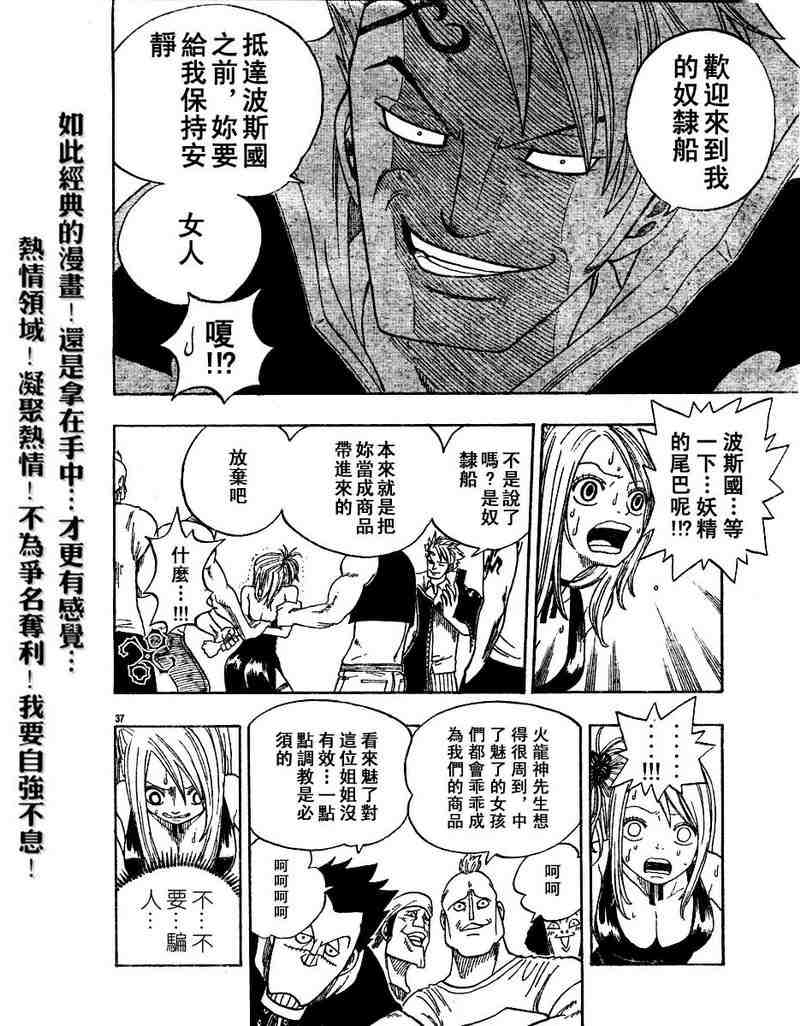 歡迎來到我
的奴隸船
抵達波斯國
之前，妳要
給我保持安
靜
女人
嗄
!!?
波斯國…等
一下…妖精
的尾巴呢!!?
不是說了
嗎？是奴
隸船
本來就是把
妳當成商品
帶進來的
放棄吧
什麼…!!!
……
…!!!
火龍神先生想
得很周到，中
了魅了的女孩
們都會乖乖成
為我們的商品
呵呵
看來魅了對
這位姐姐沒
有效…一點
點調教是必
須的
呵呵
呵呵
不…不
要…騙
人…
37
如此經典的漫畫！還是拿在手中…才更有感覺…
熱情領域！凝聚熱情！不為爭名奪利！我要自強不息！